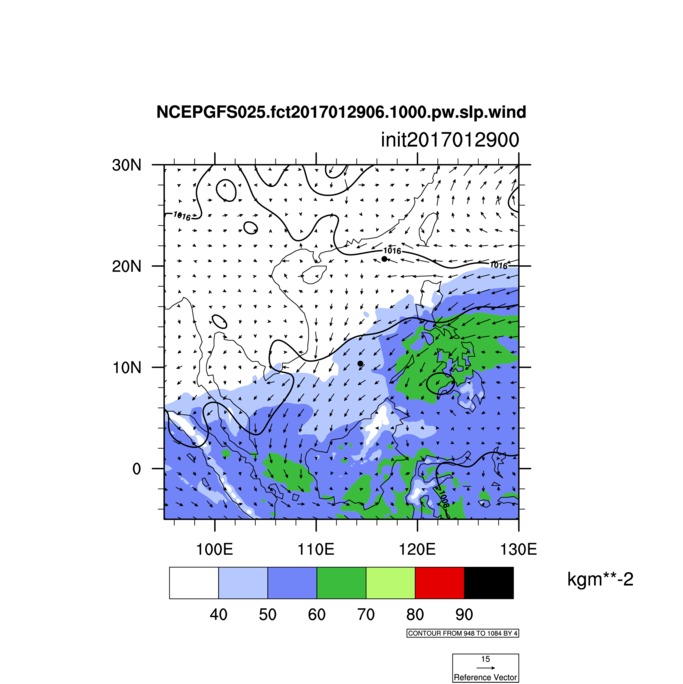 NCEPGFS025.fct2017012906.1000.pw.slp.wind
init2017012900
30N
1016
1016
1016
20N
10N
0
1008
100E 110E 120E 130E
kgm**-2
40 50 60 70 80 90
CONTOUR FROM 948 TO 1084 BY 4
15
Reference Vector